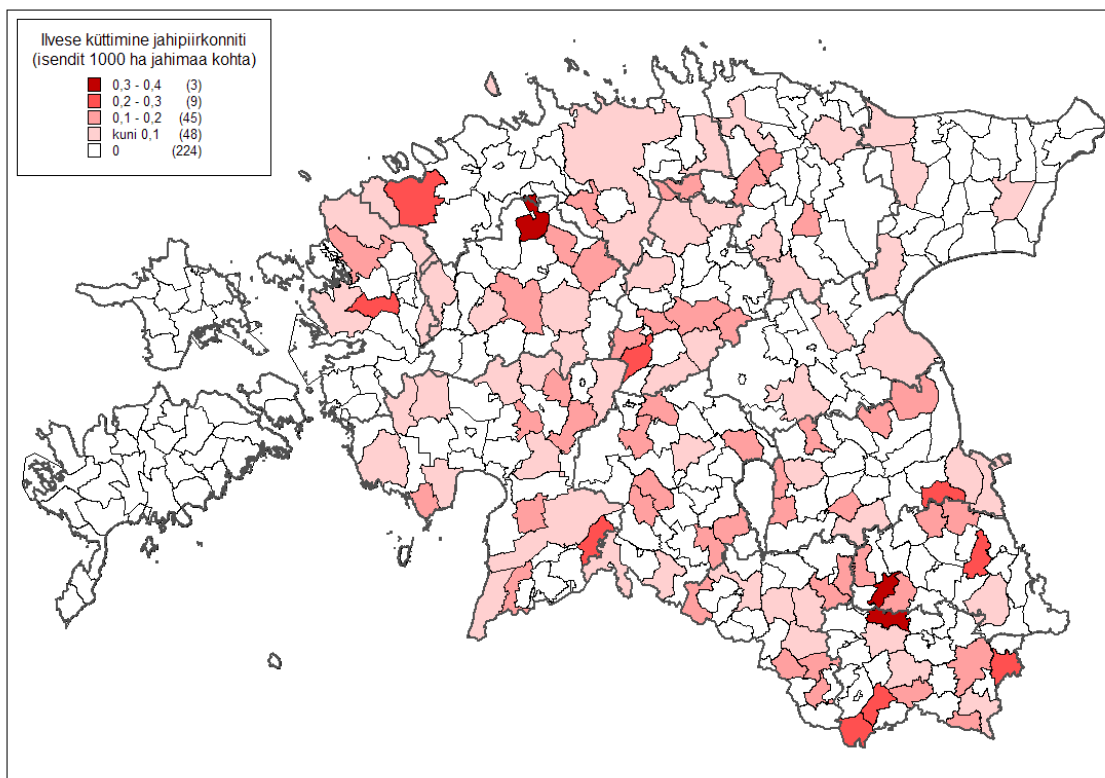 Ilvese küttimine jahipiirkonniti
(isendit 1000 ha jahimaa kohta)
0,3 - 0,4 (3)
0,2 - 0,3 (9)
0,1 - 0,2 (45)
kuni 0,1 (48)
0 (224)